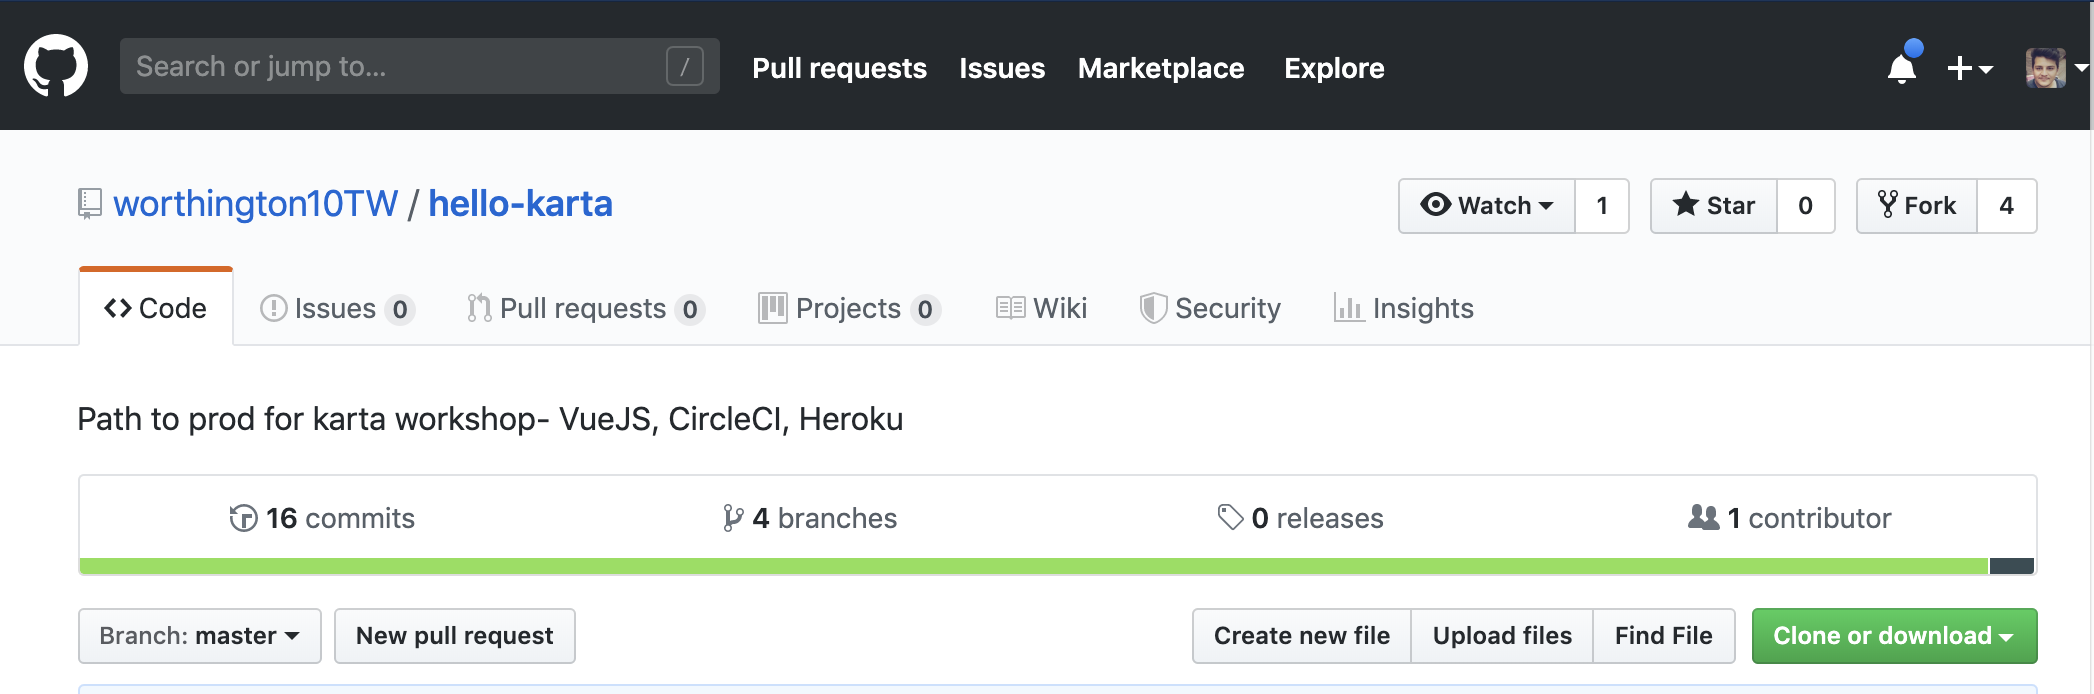 Search or jump to... / Pull requests Issues Marketplace Explore
worthington10TW / hello-karta Watch 1 Star 0 Fork 4
Code Issues 0 Pull requests 0 Projects 0 Wiki Security Insights
Path to prod for karta workshop- VueJS, CircleCI, Heroku
16 commits 4 branches 0 releases 1 contributor
Branch: master New pull request Create new file Upload files Find File Clone or download